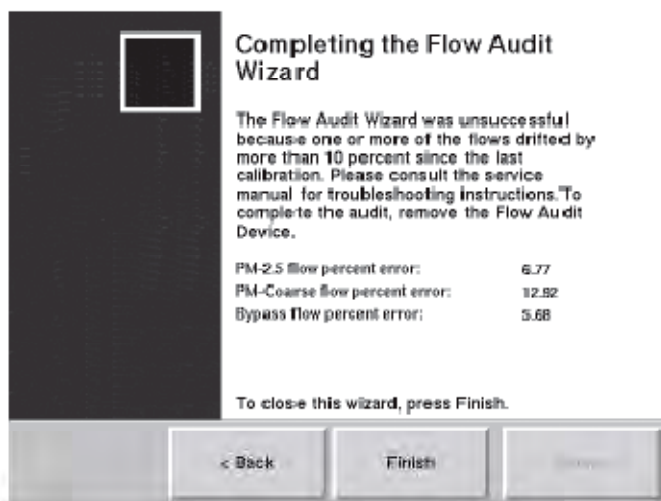 Completing the Flow Audit
Wizard
The Flow Audit Wizard was unsuccessful
because one or more of the flows drifted by
more than 10 percent since the last
calibration. Please consult the service
manual for troubleshooting instructions. To
complete the audit, remove the Flow Audit
Device.
PM-2.5 flow percent error: 6.77
PM-Coarse flow percent error: 12.92
Bypass flow percent error: 5.68
To close this wizard, press Finish.
< Back Finish